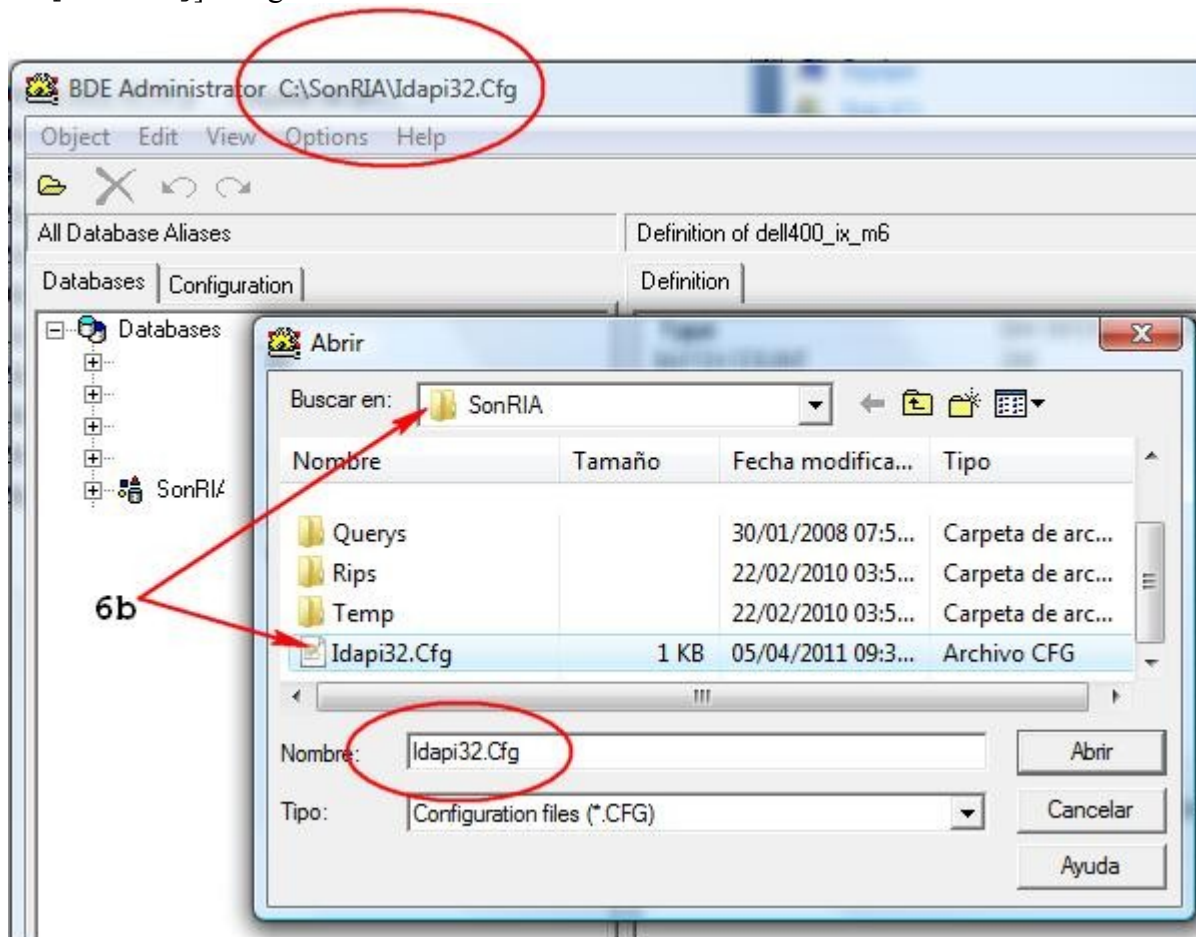 BDE Administrator C:\SonRIA\Idapi32.Cfg
Object Edit View Options Help
All Database Aliases
Definition of dell400_ix_m6
Databases Configuration
Definition
Databases
SonRIA
Abrir
Buscar en: SonRIA
Nombre Tamaño Fecha modifica... Tipo
Querys 30/01/2008 07:5... Carpeta de arc...
Rips 22/02/2010 03:5... Carpeta de arc...
Temp 22/02/2010 03:5... Carpeta de arc...
Idapi32.Cfg 1 KB 05/04/2011 09:3... Archivo CFG
6b
Nombre: Idapi32.Cfg Abrir
Tipo: Configuration files (*.CFG) Cancelar
Ayuda